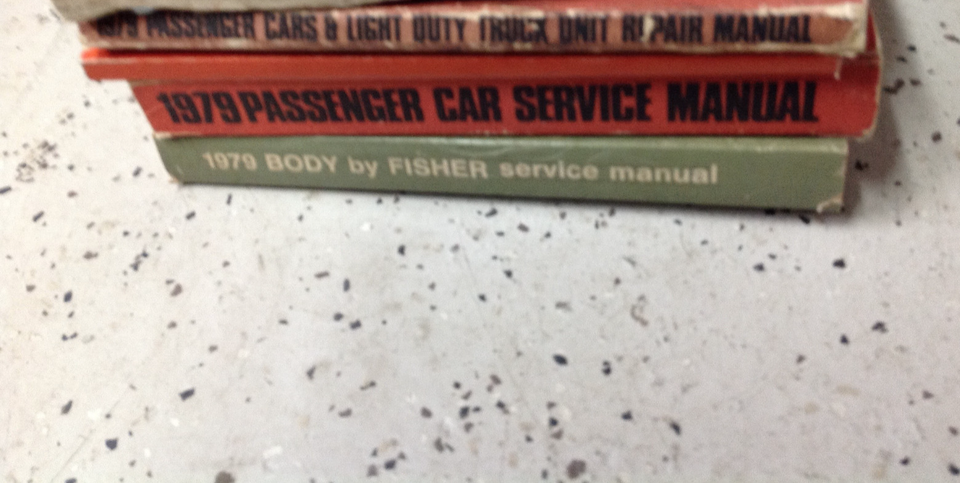 1979 PASSENGER CARS & LIGHT DUTY TRUCK UNIT REPAIR MANUAL
1979 PASSENGER CAR SERVICE MANUAL
1979 BODY by FISHER service manual